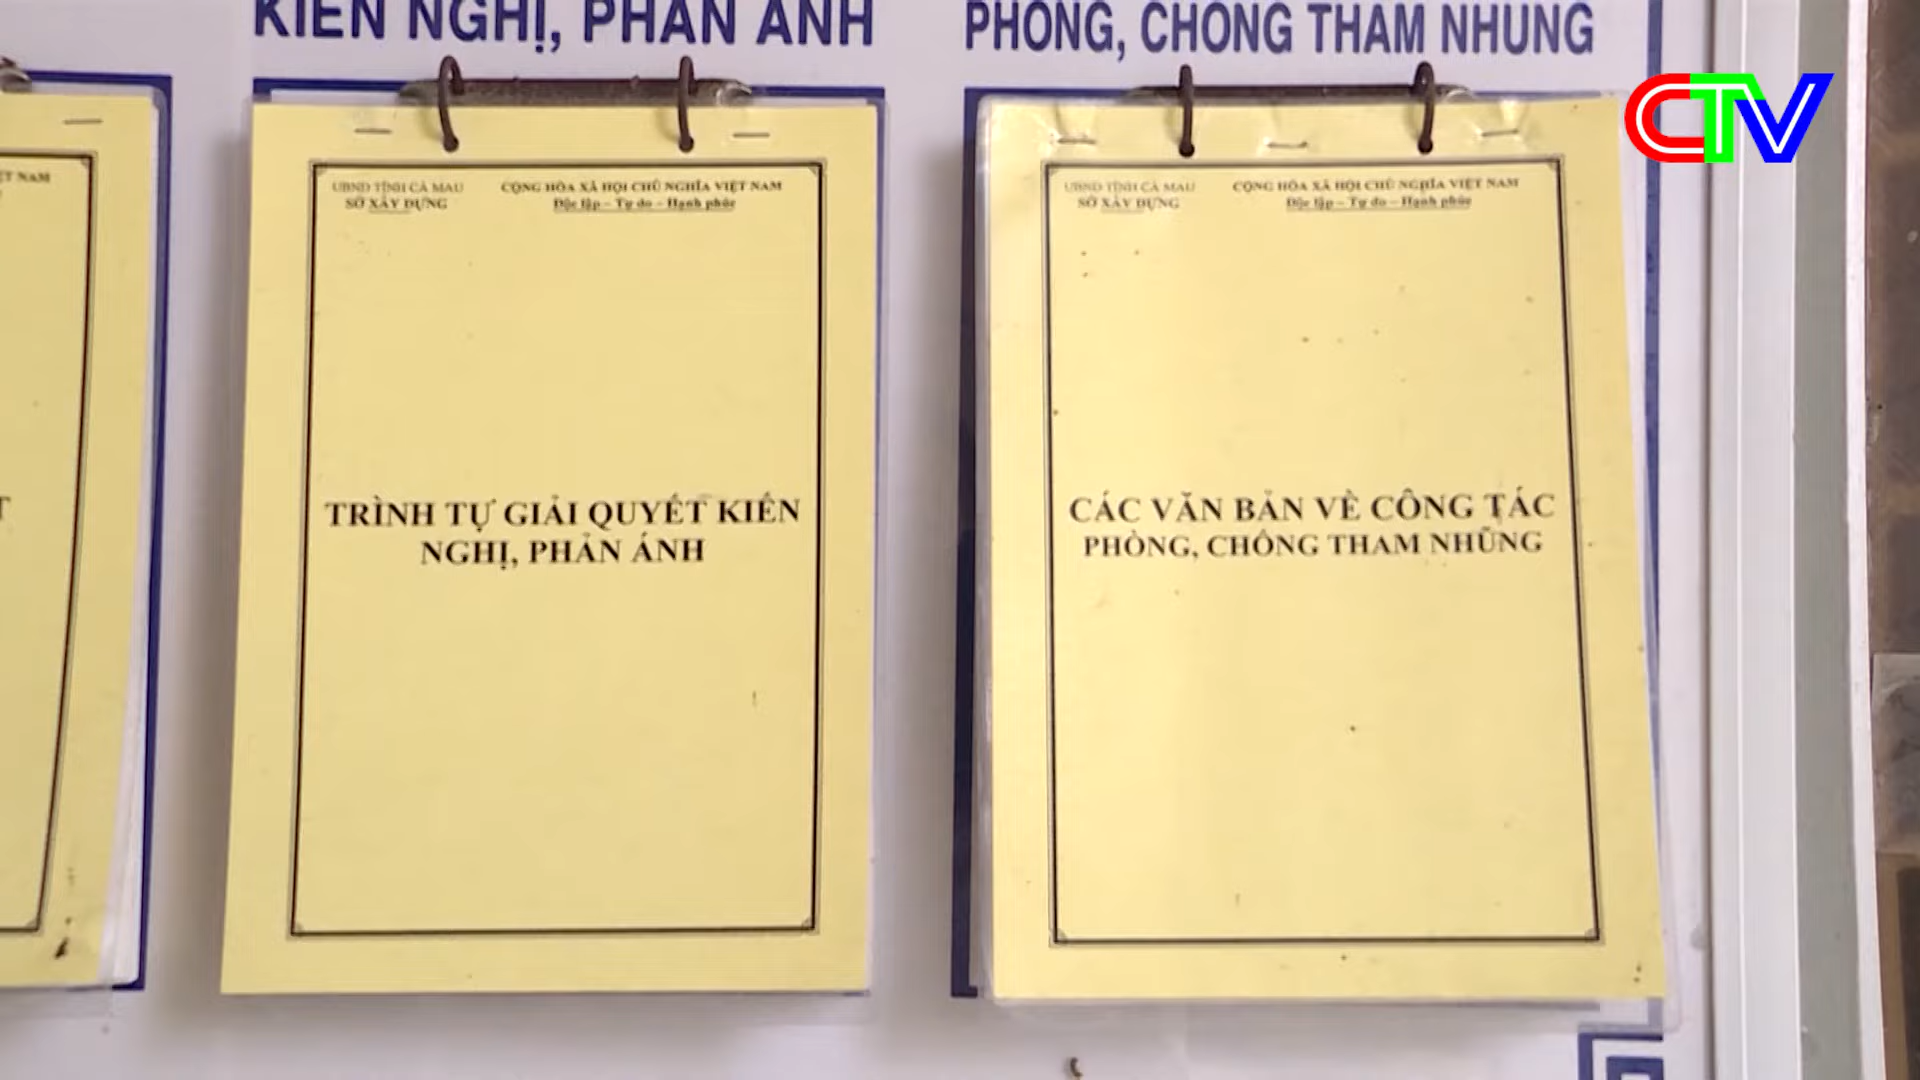 KIẾN NGHỊ, PHẢN ÁNH
PHÒNG, CHỐNG THAM NHŨNG
CTV
ỆT NAM
T
UBND TỈNH CÀ MAU
SỞ XÂY DỰNG
CỘNG HÒA XÃ HỘI CHỦ NGHĨA VIỆT NAM
Độc lập – Tự do – Hạnh phúc
TRÌNH TỰ GIẢI QUYẾT KIẾN
NGHỊ, PHẢN ÁNH
UBND TỈNH CÀ MAU
SỞ XÂY DỰNG
CỘNG HÒA XÃ HỘI CHỦ NGHĨA VIỆT NAM
Độc lập – Tự do – Hạnh phúc
CÁC VĂN BẢN VỀ CÔNG TÁC
PHÒNG, CHỐNG THAM NHŨNG